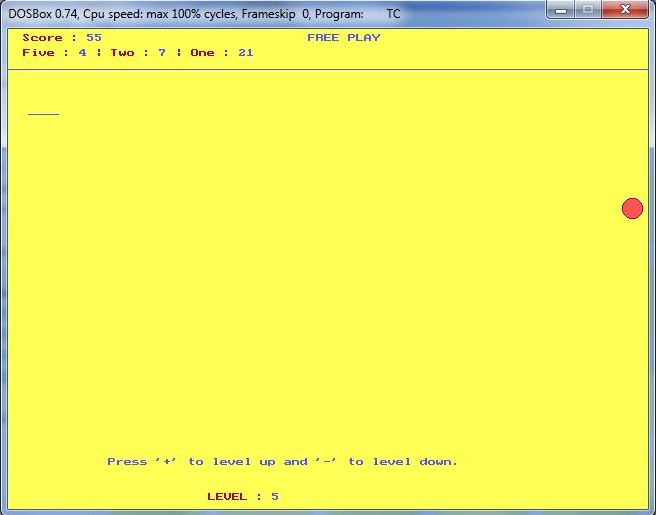 DOSBox 0.74, Cpu speed: max 100% cycles, Frameskip 0, Program: TC
Score : 55 FREE PLAY
Five : 4 ¦ Two : 7 ¦ One : 21
Press '+' to level up and '-' to level down.
LEVEL : 5